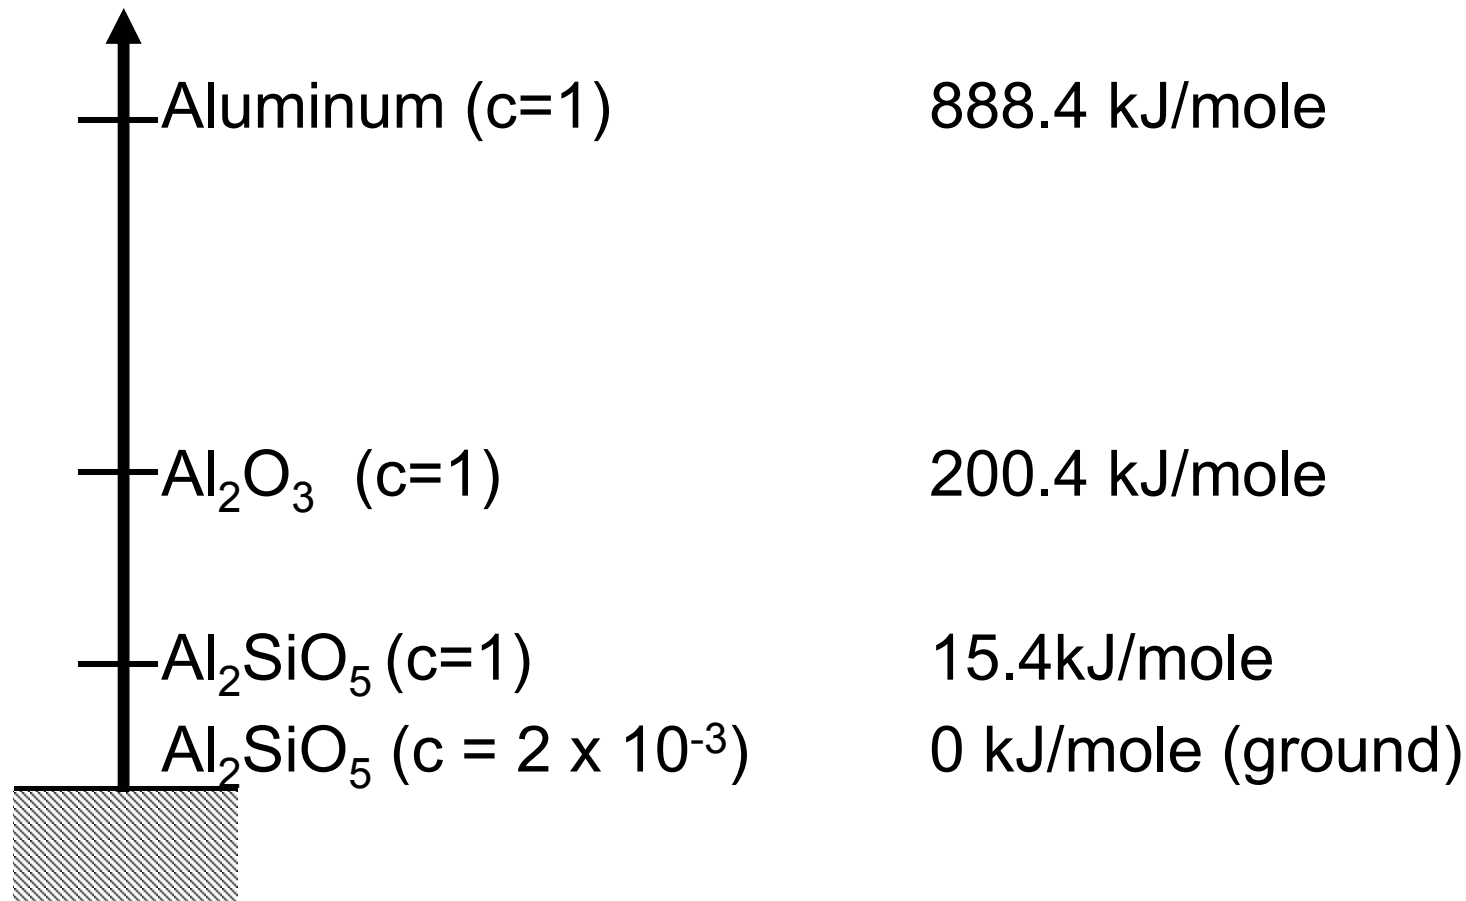 Aluminum (c=1) 888.4 kJ/mole
Al₂O₃ (c=1) 200.4 kJ/mole
Al₂SiO₅ (c=1) 15.4kJ/mole
Al₂SiO₅ (c = 2 x 10⁻³) 0 kJ/mole (ground)